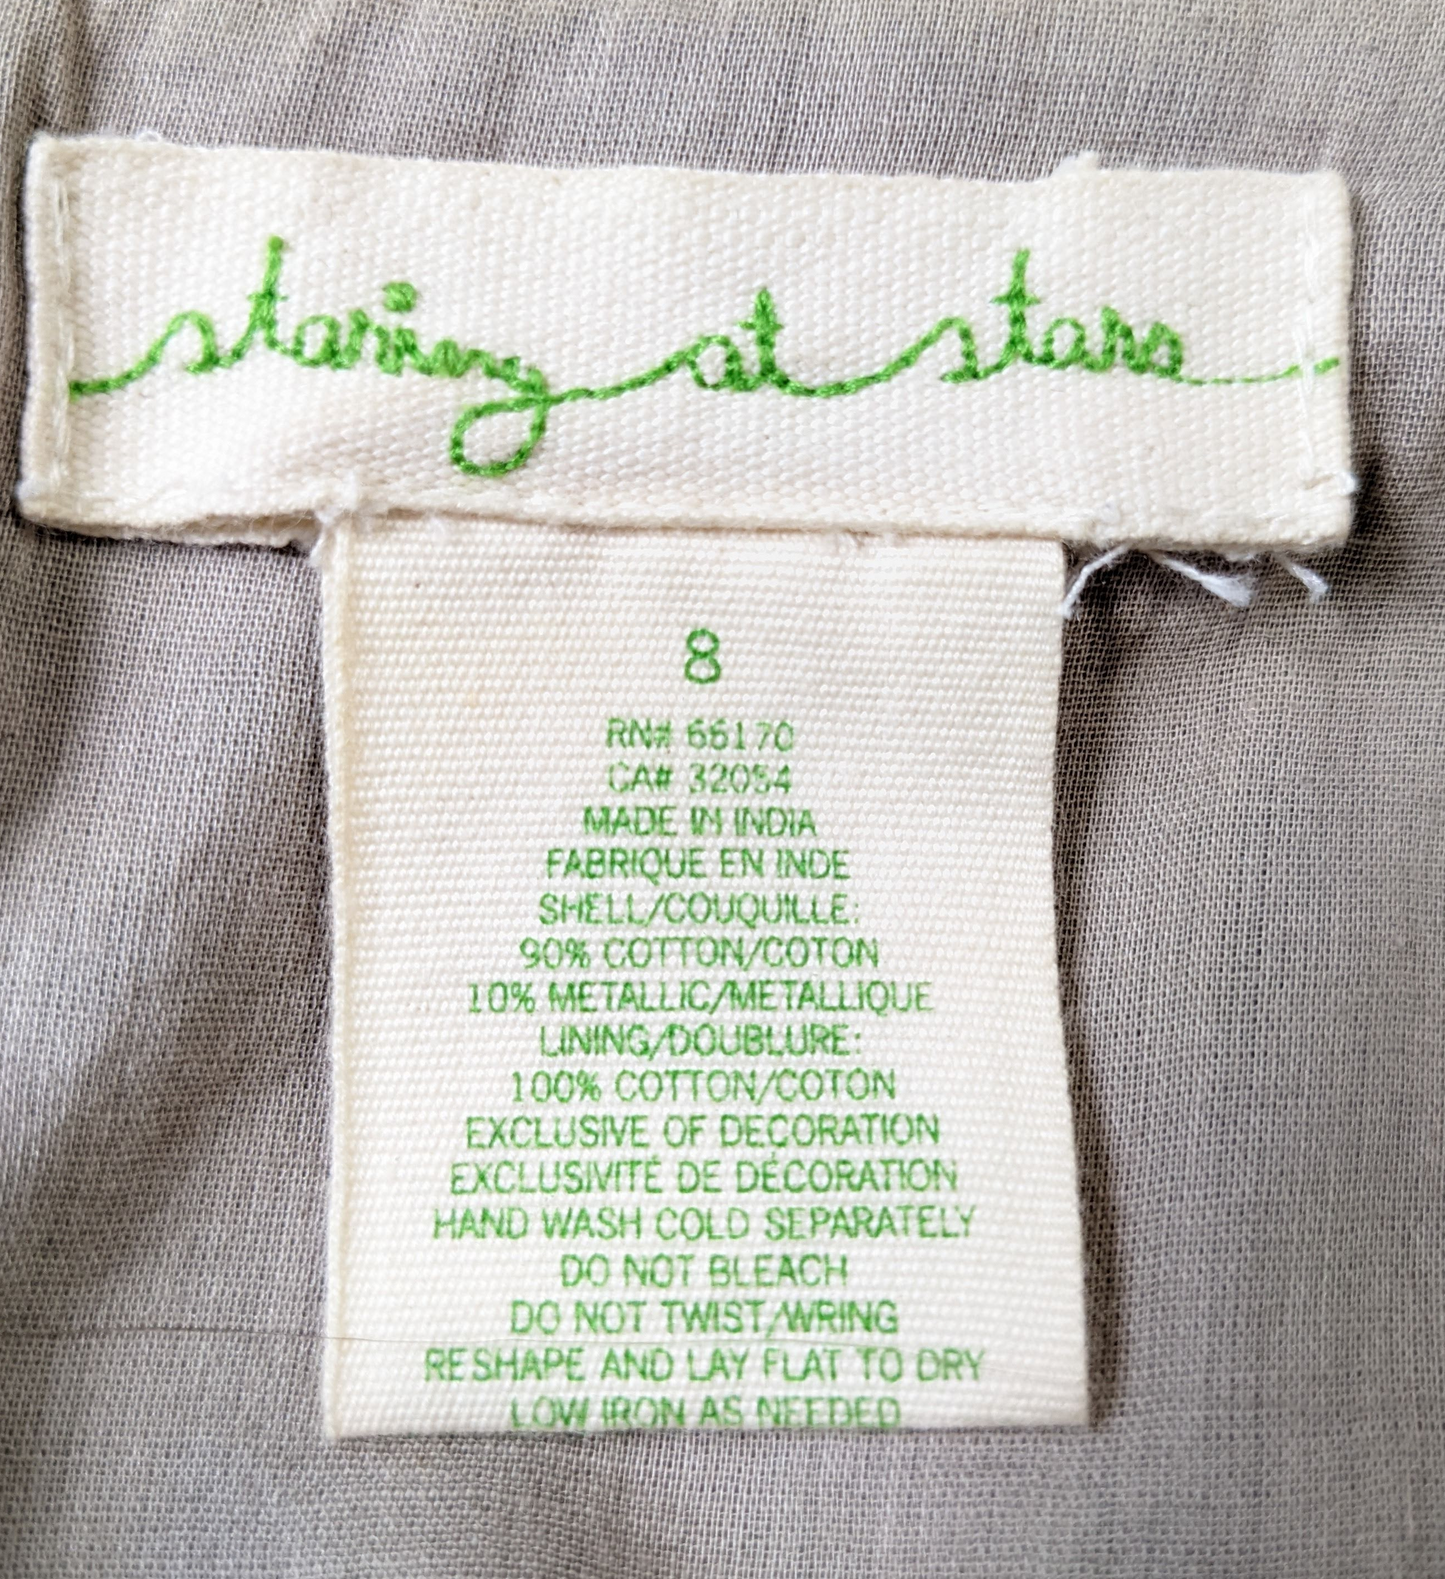 staring at stars
8
RN# 66170
CA# 32054
MADE IN INDIA
FABRIQUE EN INDE
SHELL/COUQUILLE:
90% COTTON/COTON
10% METALLIC/METALLIQUE
LINING/DOUBLURE:
100% COTTON/COTON
EXCLUSIVE OF DECORATION
EXCLUSIVITÉ DE DÉCORATION
HAND WASH COLD SEPARATELY
DO NOT BLEACH
DO NOT TWIST/WRING
RESHAPE AND LAY FLAT TO DRY
LOW IRON AS NEEDED